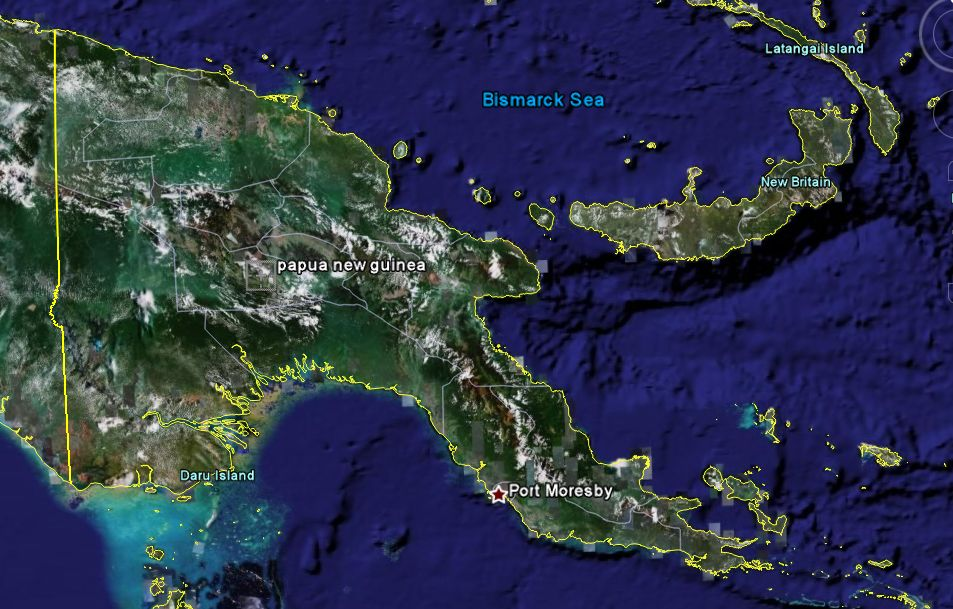 Latangai Island
Bismarck Sea
New Britain
papua new guinea
Daru Island
Port Moresby